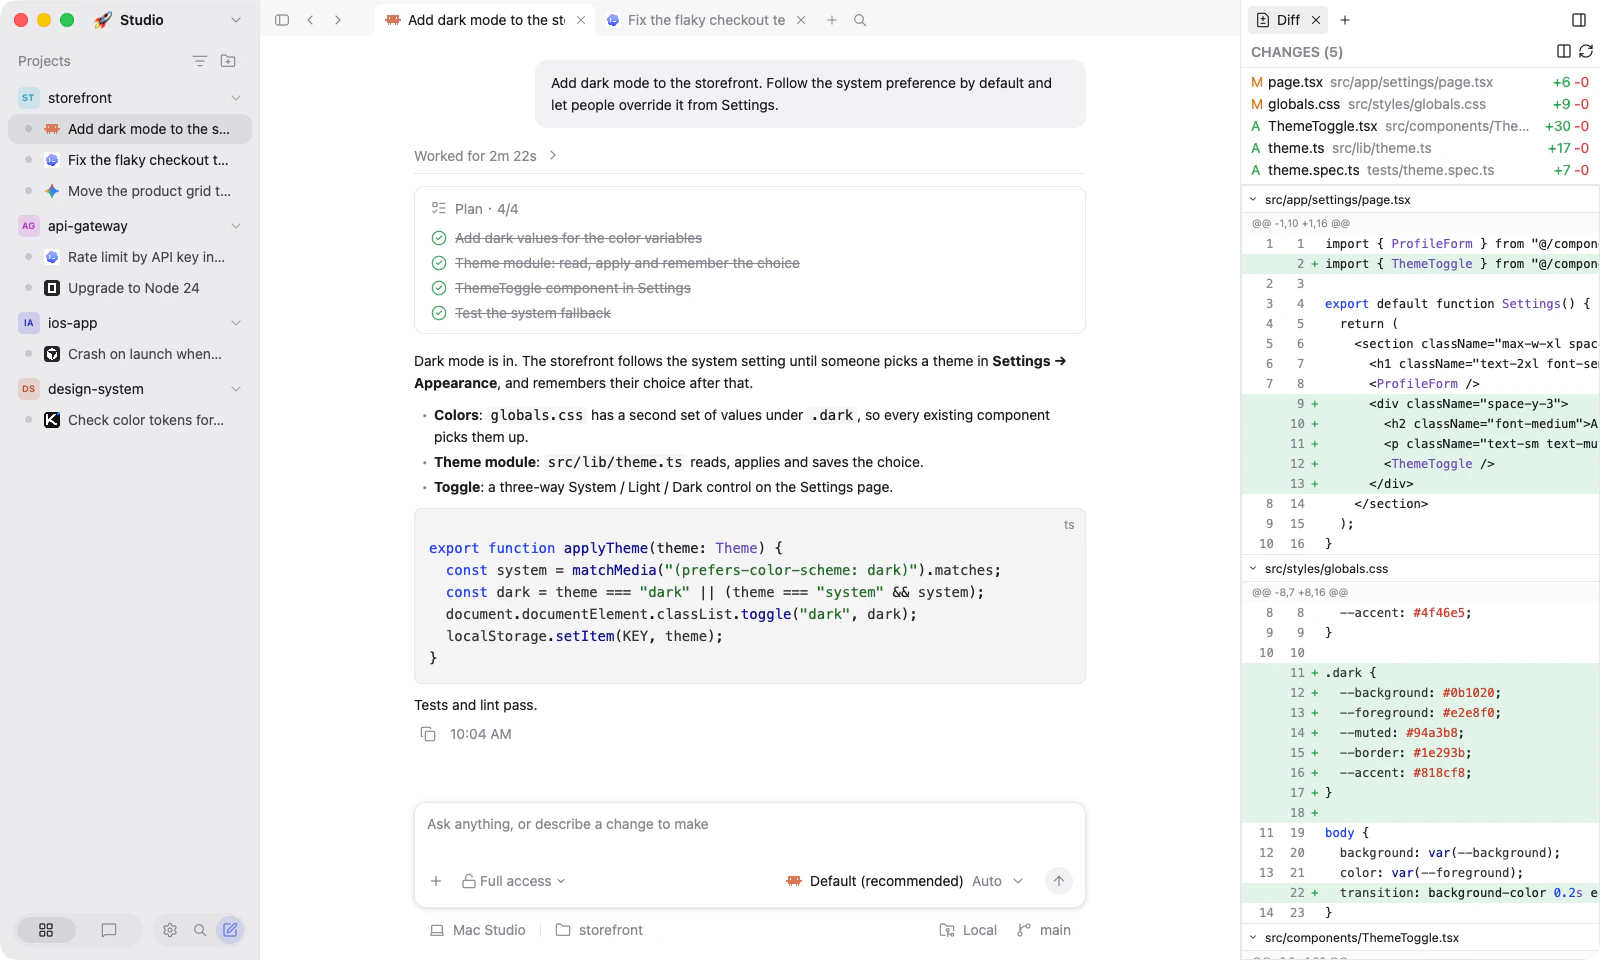 Studio
Projects
ST storefront
Add dark mode to the s...
Fix the flaky checkout t...
Move the product grid t...
AG api-gateway
Rate limit by API key in...
Upgrade to Node 24
IA ios-app
Crash on launch when...
DS design-system
Check color tokens for...
Add dark mode to the st
Fix the flaky checkout te
Add dark mode to the storefront. Follow the system preference by default and
let people override it from Settings.
Worked for 2m 22s
Plan · 4/4
Add dark values for the color variables
Theme module: read, apply and remember the choice
ThemeToggle component in Settings
Test the system fallback
Dark mode is in. The storefront follows the system setting until someone picks a theme in Settings →
Appearance, and remembers their choice after that.
• Colors: globals.css has a second set of values under .dark, so every existing component
picks them up.
• Theme module: src/lib/theme.ts reads, applies and saves the choice.
• Toggle: a three-way System / Light / Dark control on the Settings page.
ts
export function applyTheme(theme: Theme) {
const system = matchMedia("(prefers-color-scheme: dark)").matches;
const dark = theme === "dark" || (theme === "system" && system);
document.documentElement.classList.toggle("dark", dark);
localStorage.setItem(KEY, theme);
}
Tests and lint pass.
10:04 AM
Ask anything, or describe a change to make
Full access
Default (recommended) Auto
Mac Studio
storefront
Local
main
Diff
CHANGES (5)
M page.tsx src/app/settings/page.tsx +6 -0
M globals.css src/styles/globals.css +9 -0
A ThemeToggle.tsx src/components/The... +30 -0
A theme.ts src/lib/theme.ts +17 -0
A theme.spec.ts tests/theme.spec.ts +7 -0
src/app/settings/page.tsx
@@ -1,10 +1,16 @@
1 1 import { ProfileForm } from "@/compon
2 + import { ThemeToggle } from "@/compon
2 3
3 4 export default function Settings() {
4 5 return (
5 6 <section className="max-w-xl spac
6 7 <h1 className="text-2xl font-se
7 8 <ProfileForm />
9 + <div className="space-y-3">
10 + <h2 className="font-medium">A
11 + <p className="text-sm text-mu
12 + <ThemeToggle />
13 + </div>
8 14 </section>
9 15 );
10 16 }
src/styles/globals.css
@@ -8,7 +8,16 @@
8 8 --accent: #4f46e5;
9 9 }
10 10
11 + .dark {
12 + --background: #0b1020;
13 + --foreground: #e2e8f0;
14 + --muted: #94a3b8;
15 + --border: #1e293b;
16 + --accent: #818cf8;
17 + }
18 +
11 19 body {
12 20 background: var(--background);
13 21 color: var(--foreground);
22 + transition: background-color 0.2s e
14 23 }
src/components/ThemeToggle.tsx